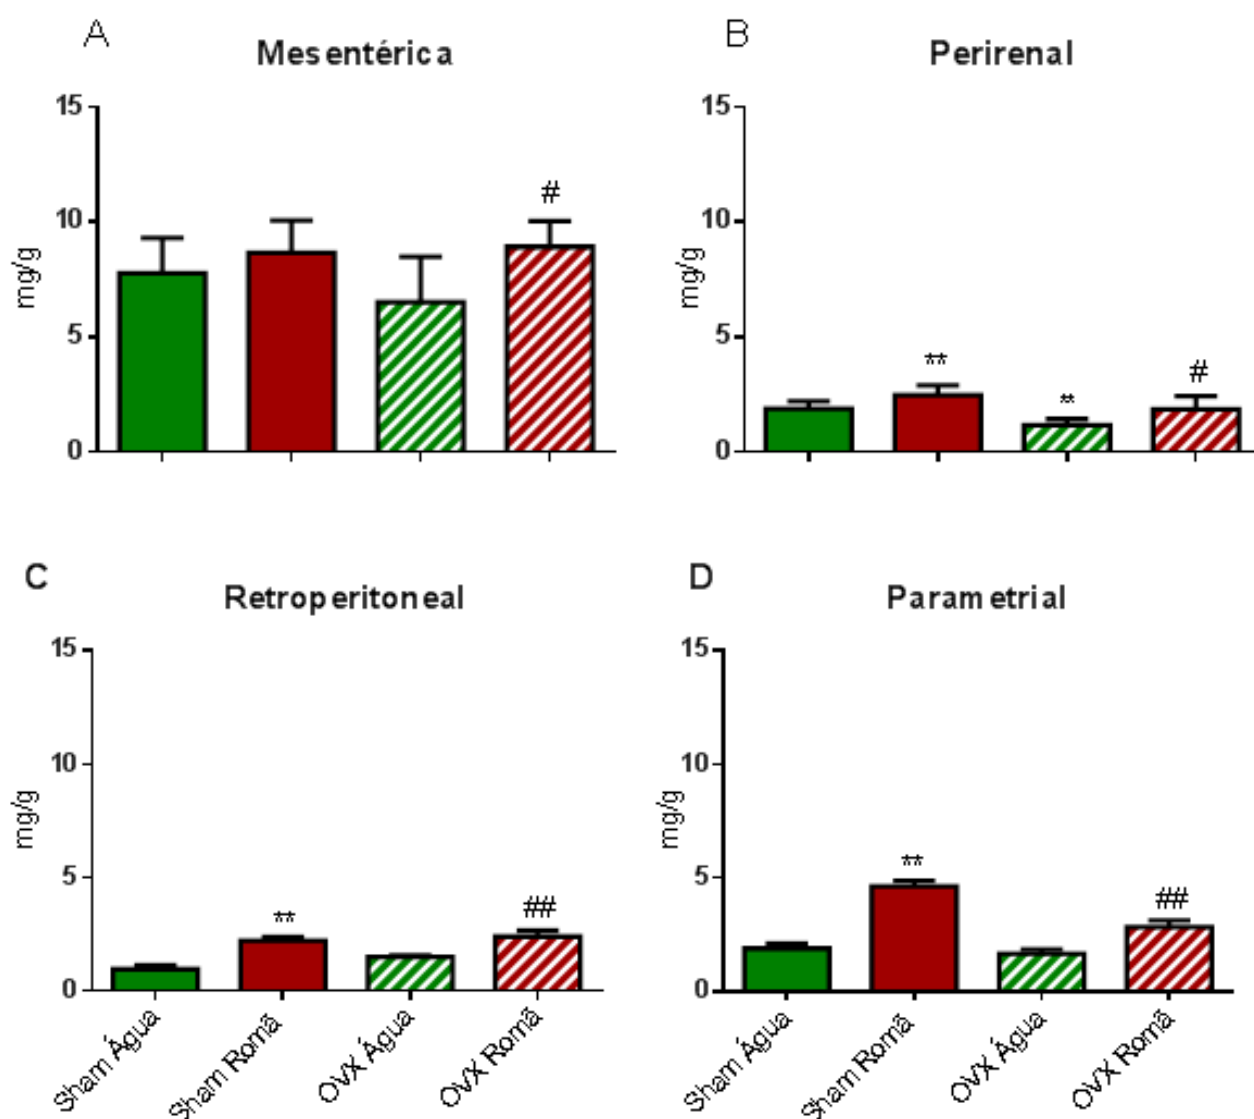 A
Mesentérica
15
10
5
0
mg/g
#
B
Perirenal
15
10
5
0
mg/g
**
**
#
C
Retroperitoneal
15
10
5
0
mg/g
**
##
Sham Água
Sham Romã
OVX Água
OVX Romã
D
Parametrial
15
10
5
0
mg/g
**
##
Sham Água
Sham Romã
OVX Água
OVX Romã